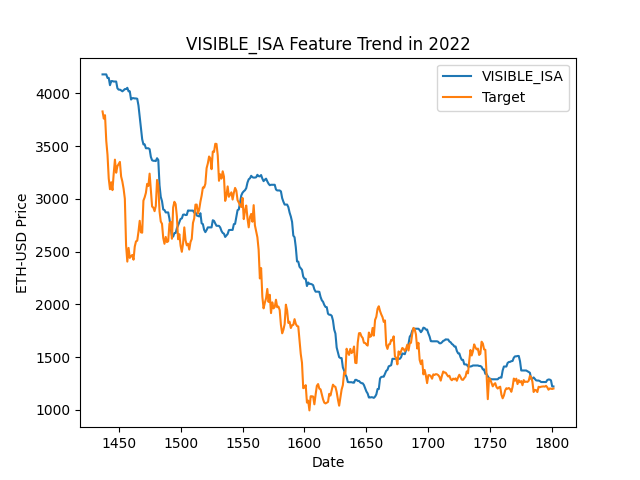 VISIBLE_ISA Feature Trend in 2022
VISIBLE_ISA
Target
ETH-USD Price
4000
3500
3000
2500
2000
1500
1000
1450 1500 1550 1600 1650 1700 1750 1800
Date